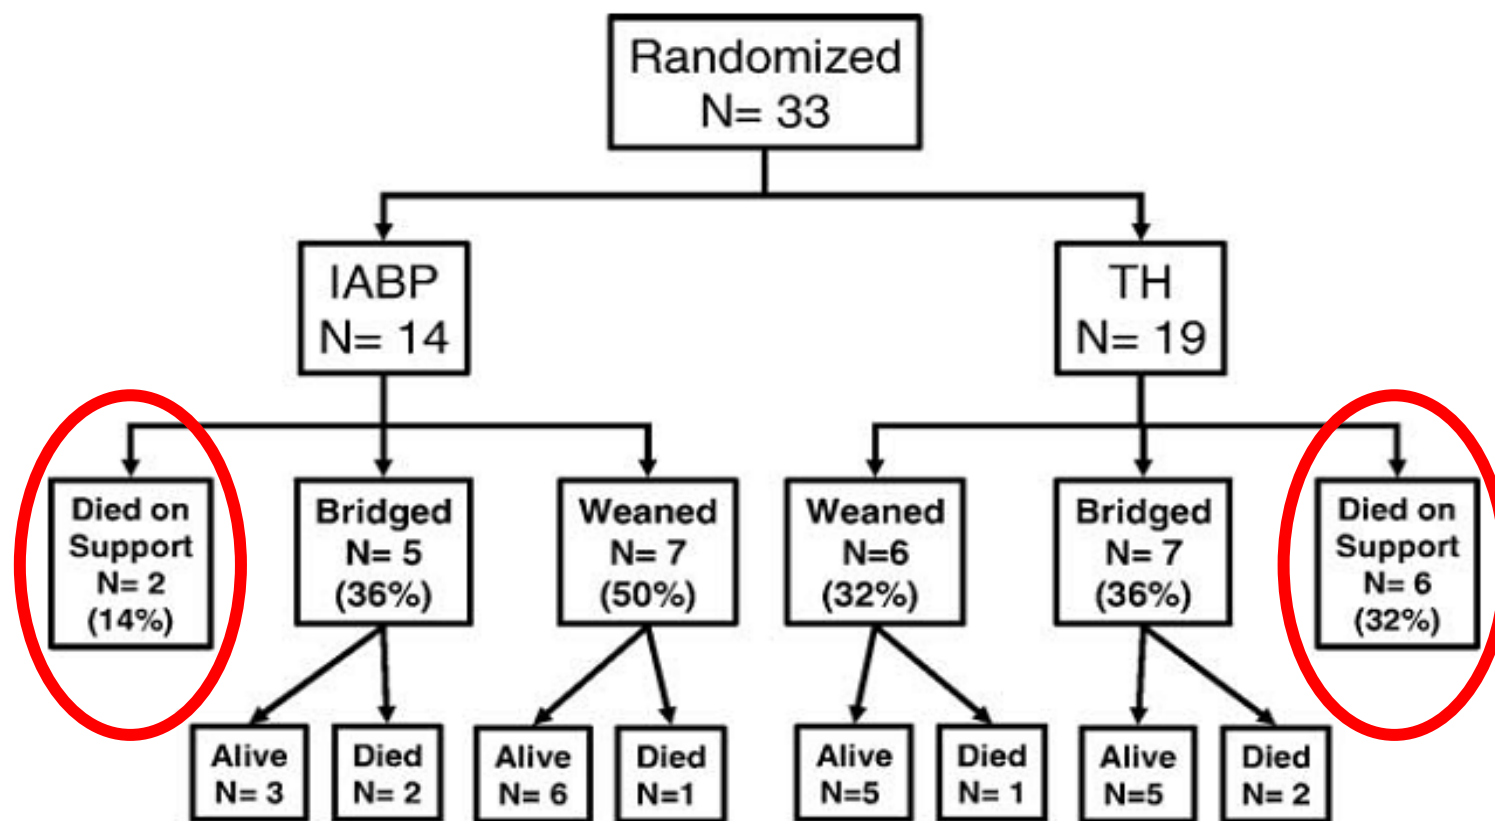 Randomized
N= 33
IABP
N= 14
TH
N= 19
Died on
Support
N= 2
(14%)
Bridged
N= 5
(36%)
Weaned
N= 7
(50%)
Weaned
N=6
(32%)
Bridged
N= 7
(36%)
Died on
Support
N= 6
(32%)
Alive
N= 3
Died
N= 2
Alive
N= 6
Died
N=1
Alive
N=5
Died
N= 1
Alive
N=5
Died
N= 2